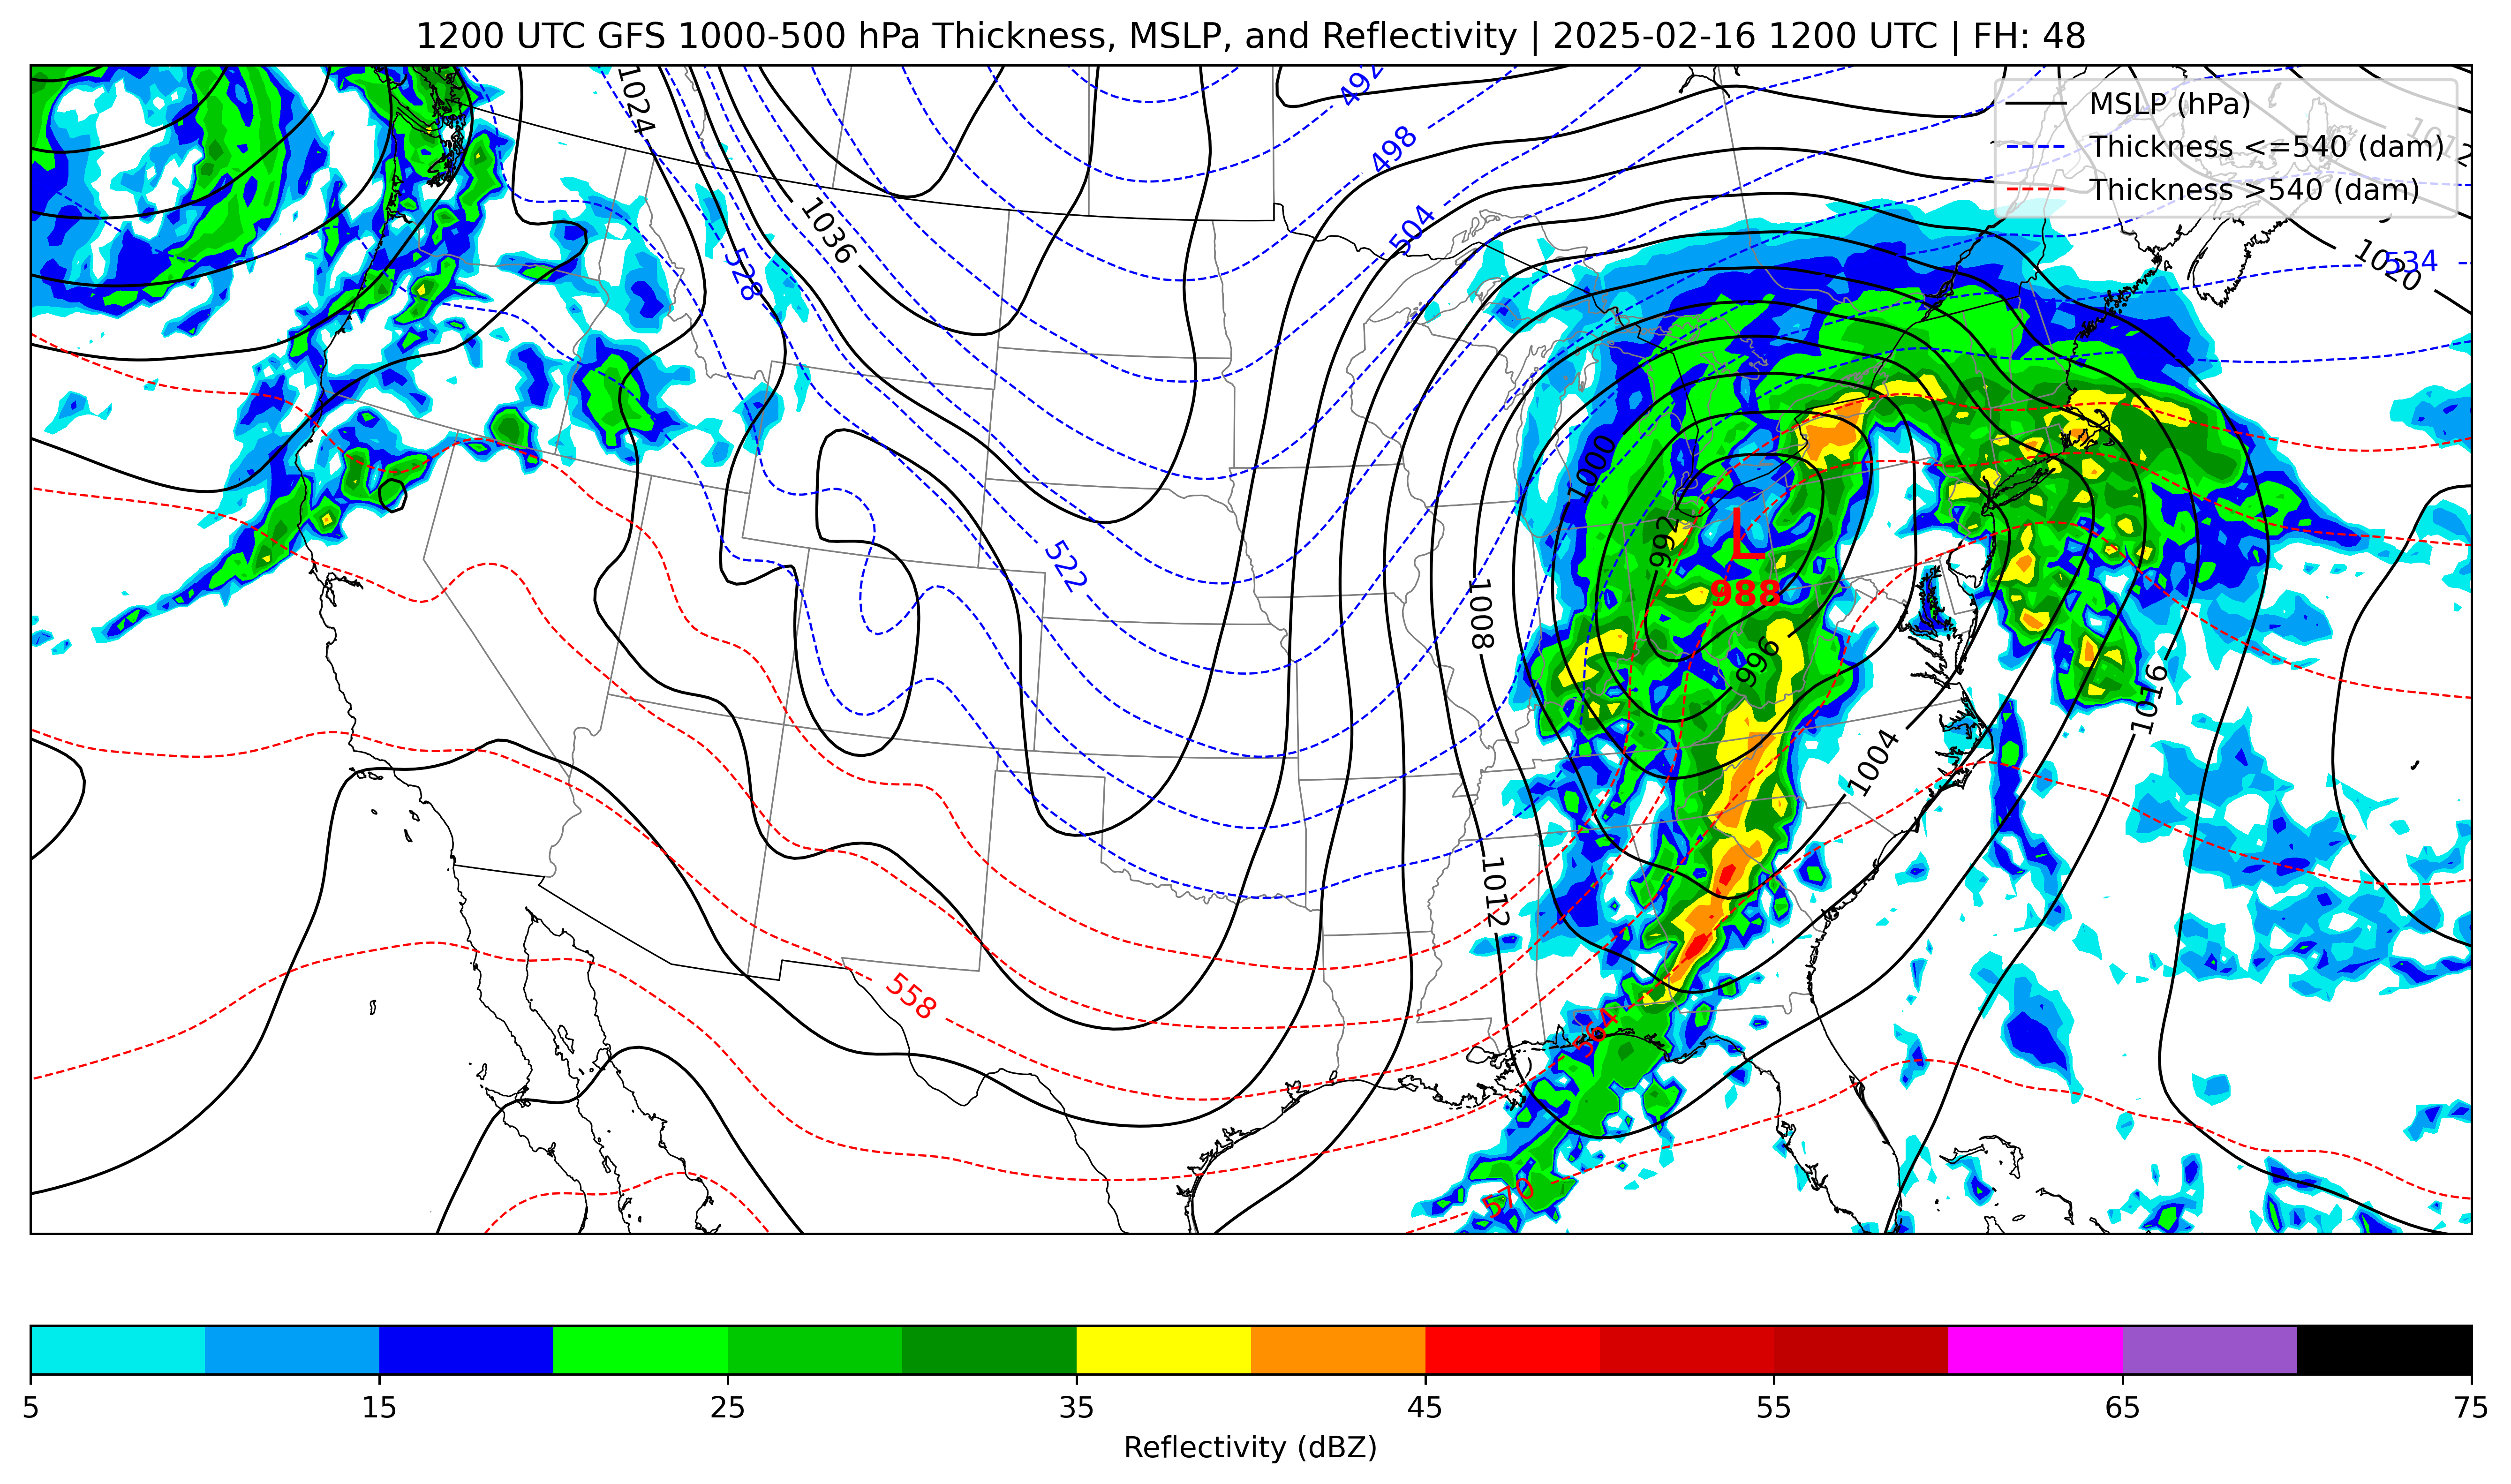 1200 UTC GFS 1000-500 hPa Thickness, MSLP, and Reflectivity | 2025-02-16 1200 UTC | FH: 48
MSLP (hPa)
Thickness <=540 (dam)
Thickness >540 (dam)
1024
492
498
1036
504
1020
534
528
1000
522
992
L
988
1008
996
1016
1004
1012
558
564
570
5 15 25 35 45 55 65 75
Reflectivity (dBZ)